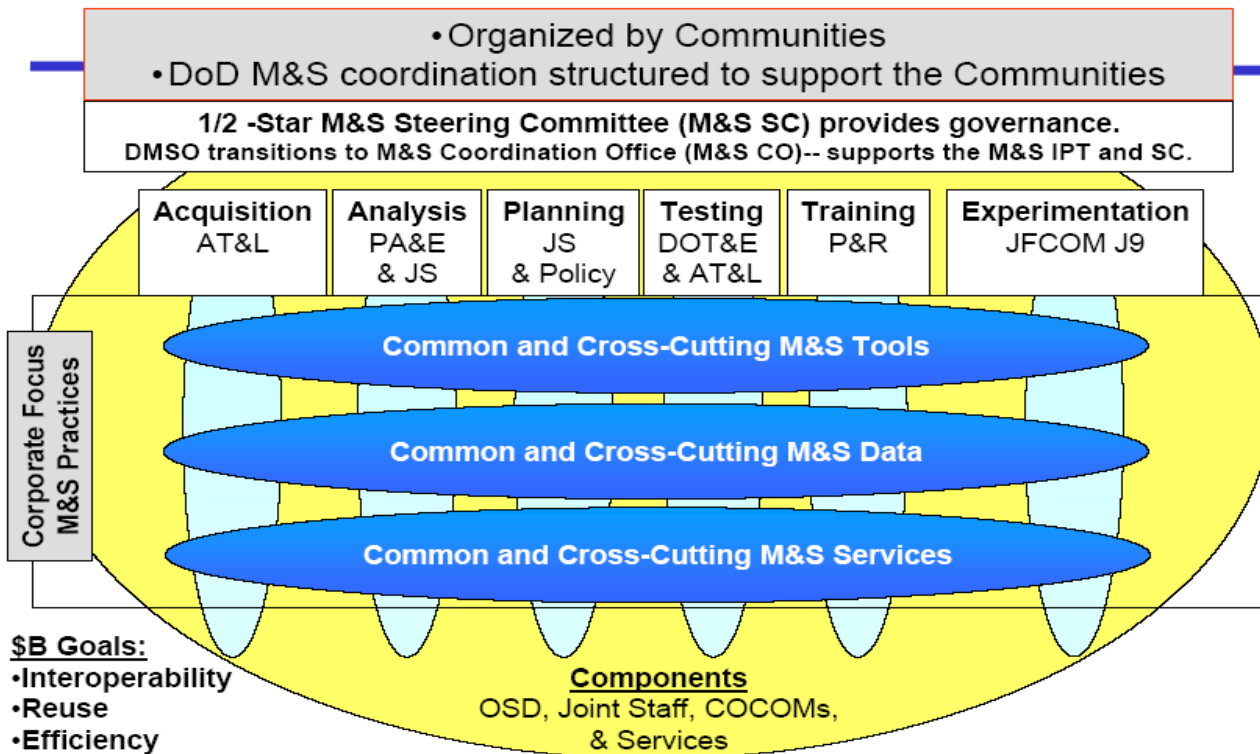 •Organized by Communities
•DoD M&S coordination structured to support the Communities
1/2 -Star M&S Steering Committee (M&S SC) provides governance.
DMSO transitions to M&S Coordination Office (M&S CO)-- supports the M&S IPT and SC.
Acquisition
AT&L
Analysis
PA&E
& JS
Planning
JS
& Policy
Testing
DOT&E
& AT&L
Training
P&R
Experimentation
JFCOM J9
Corporate Focus
M&S Practices
Common and Cross-Cutting M&S Tools
Common and Cross-Cutting M&S Data
Common and Cross-Cutting M&S Services
$B Goals:
•Interoperability
•Reuse
•Efficiency
Components
OSD, Joint Staff, COCOMs,
& Services